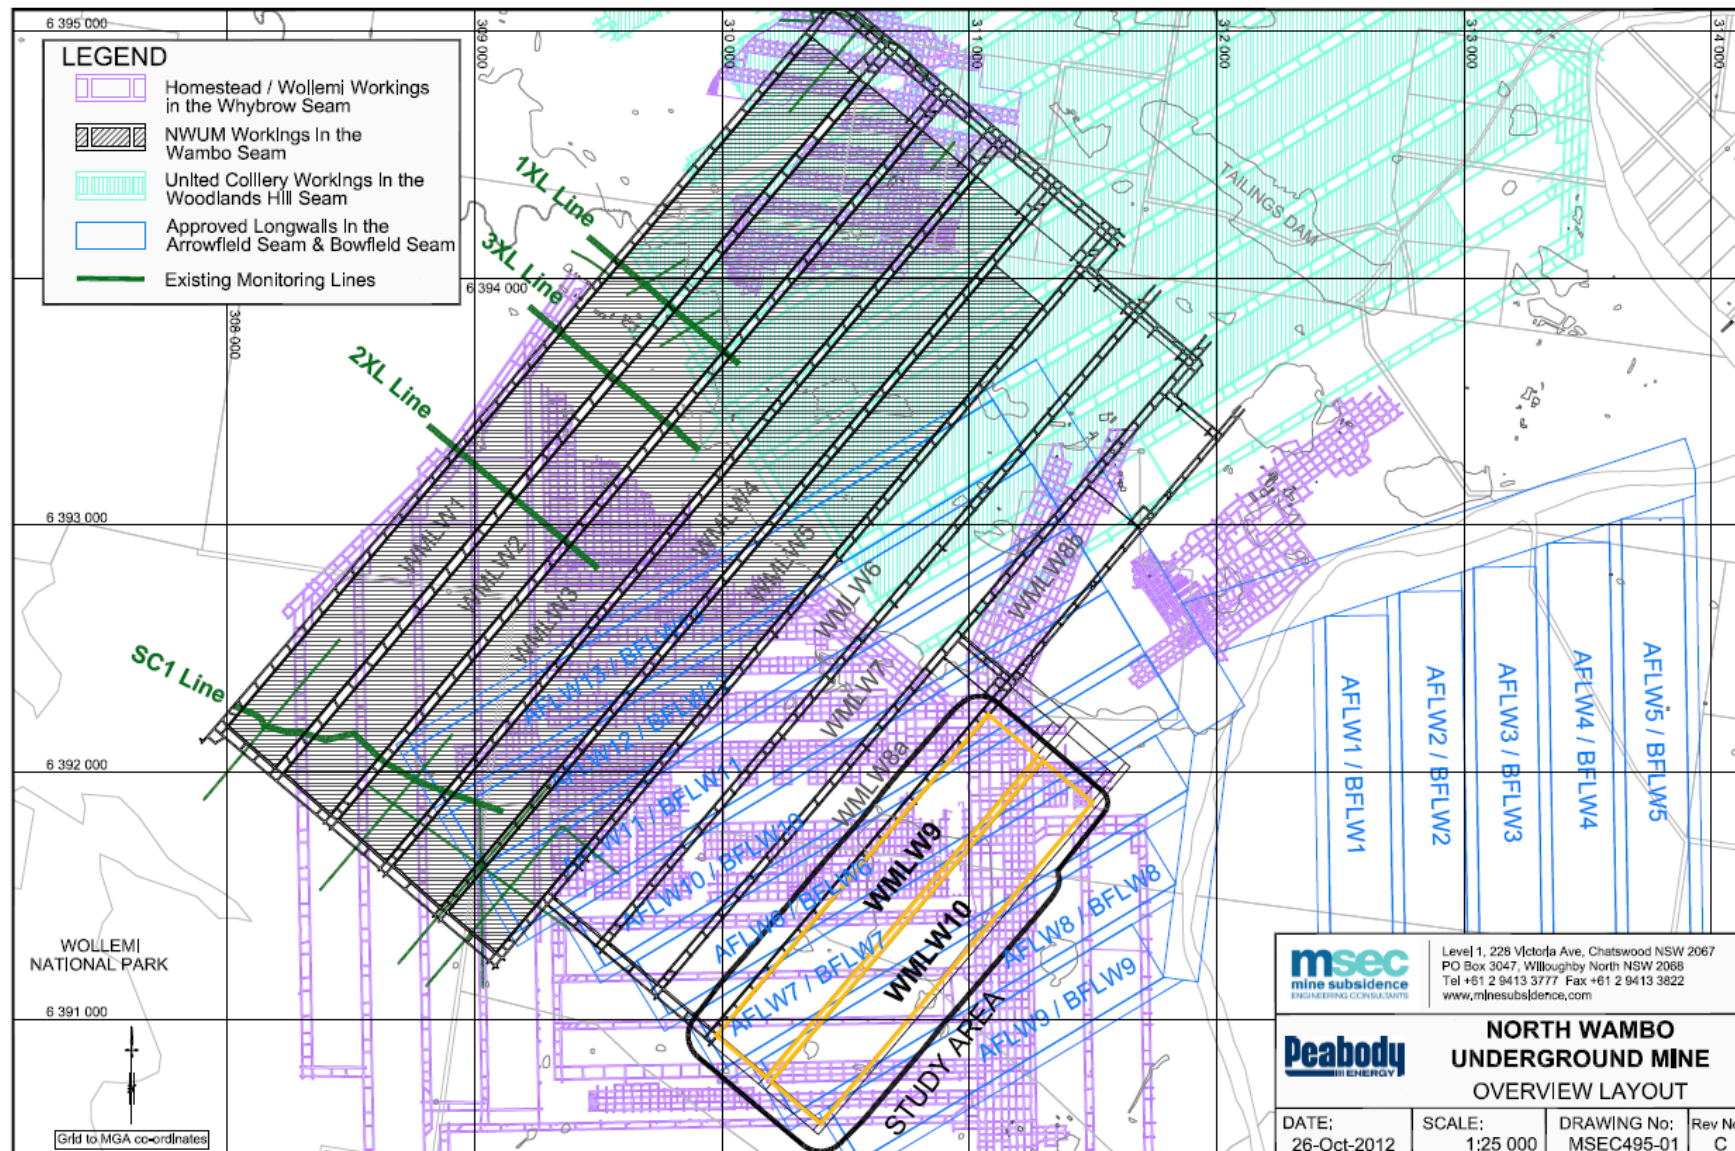 6 395 000
309 000
310 000
311 000
312 000
313 000
314 000
LEGEND
Homestead / Wollemi Workings
in the Whybrow Seam
NWUM Workings in the
Wambo Seam
United Colllery Workings in the
Woodlands Hill Seam
Approved Longwalls in the
Arrowfield Seam & Bowfield Seam
Existing Monitoring Lines
1XL Line
3XL Line
2XL Line
SC1 Line
TAILINGS DAM
6 394 000
308 000
6 393 000
WMLW1
WMLW2
WMLW3
WMLW4
WMLW5
WMLW6
WMLW7
WMLW8a
WMLW8b
WMLW9
WMLW10
AFLW13 /
AFLW12 /
BFLW11
AFLW10 / BFLW10
AFLW6 / BFLW6
AFLW7 / BFLW7
AFLW8 / BFLW8
AFLW9 / BFLW9
AFLW1 / BFLW1
AFLW2 / BFLW2
AFLW3 / BFLW3
AFLW4 / BFLW4
AFLW5 / BFLW5
6 392 000
6 391 000
STUDY AREA
WOLLEMI
NATIONAL PARK
Grid to MGA co-ordinates
msec
mine subsidence
ENGINEERING CONSULTANTS
Level 1, 228 Victoria Ave, Chatswood NSW 2067
PO Box 3047, Willoughby North NSW 2068
Tel +61 2 9413 3777 Fax +61 2 9413 3822
www.minesubsidence.com
Peabody
ENERGY
NORTH WAMBO
UNDERGROUND MINE
OVERVIEW LAYOUT
DATE:
26-Oct-2012
SCALE:
1:25 000
DRAWING No:
MSEC495-01
Rev No
C